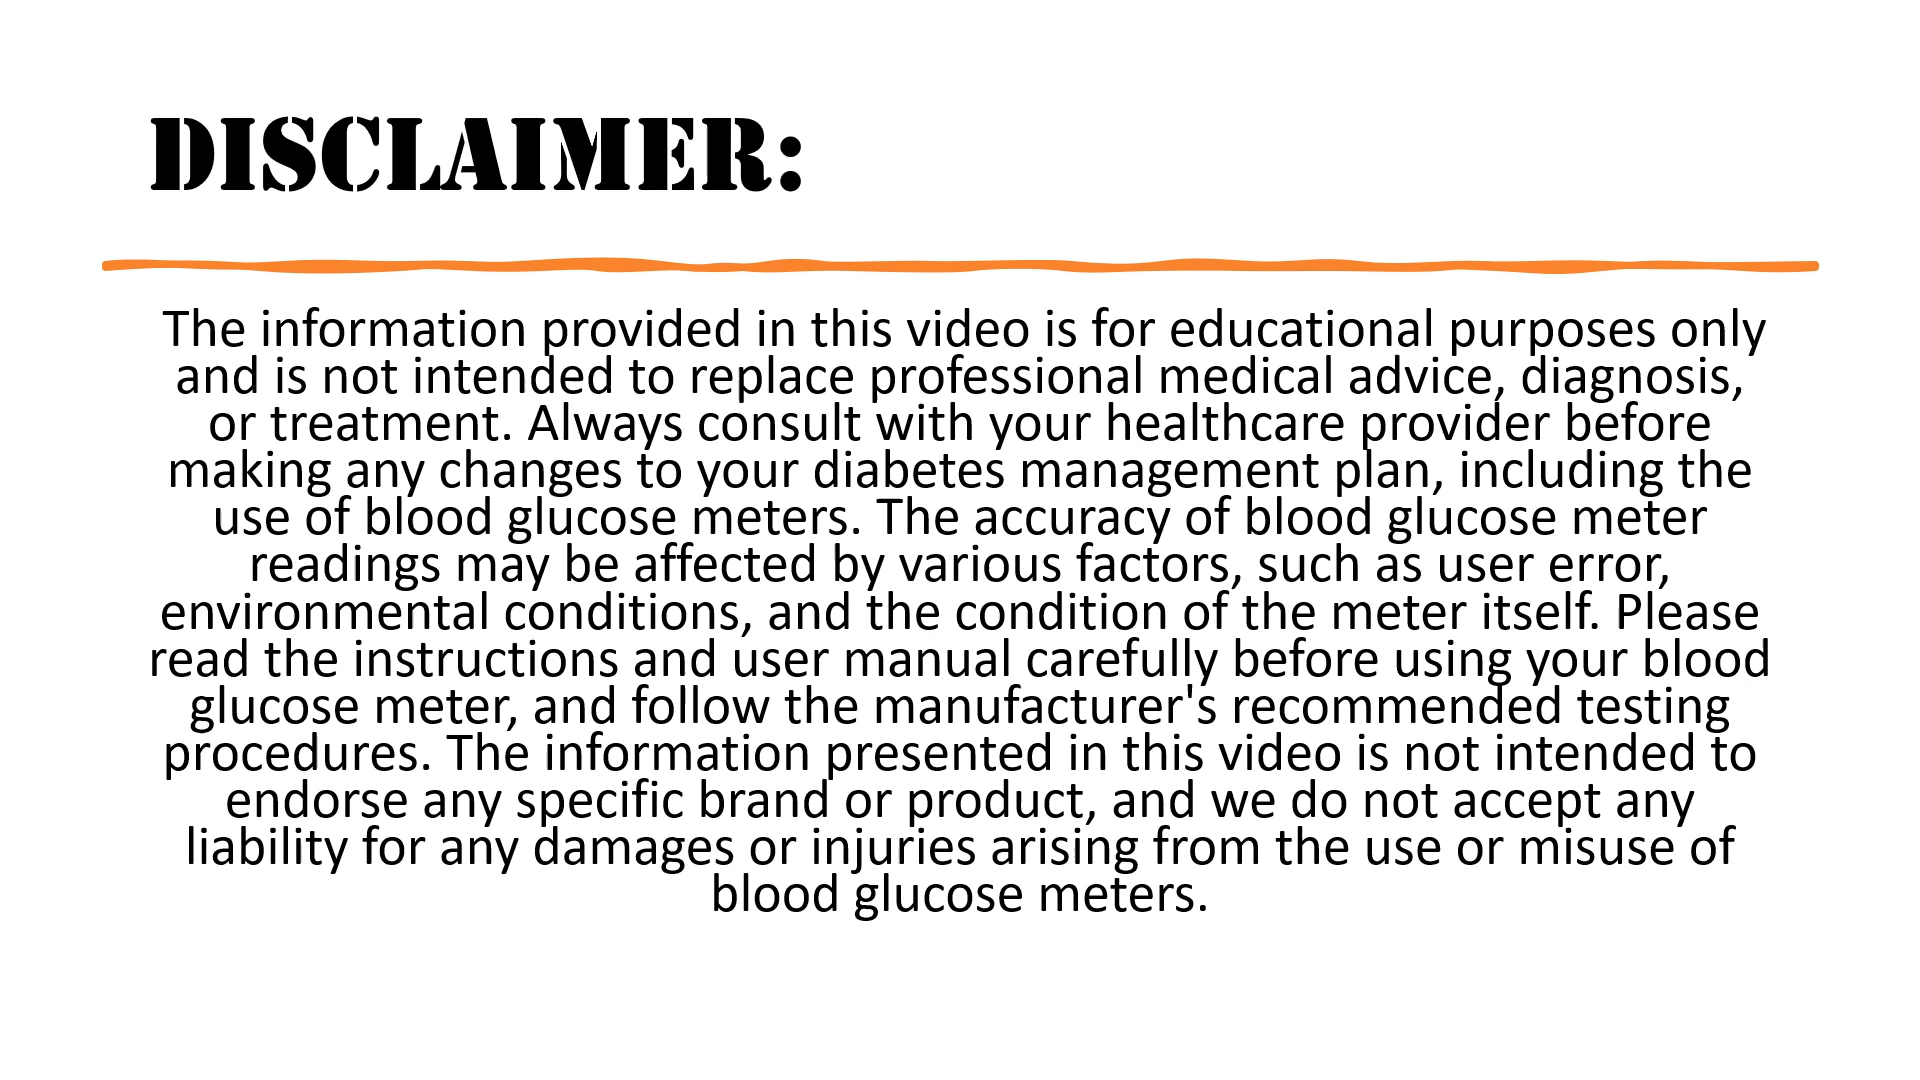 DISCLAIMER:
The information provided in this video is for educational purposes only
and is not intended to replace professional medical advice, diagnosis,
or treatment. Always consult with your healthcare provider before
making any changes to your diabetes management plan, including the
use of blood glucose meters. The accuracy of blood glucose meter
readings may be affected by various factors, such as user error,
environmental conditions, and the condition of the meter itself. Please
read the instructions and user manual carefully before using your blood
glucose meter, and follow the manufacturer's recommended testing
procedures. The information presented in this video is not intended to
endorse any specific brand or product, and we do not accept any
liability for any damages or injuries arising from the use or misuse of
blood glucose meters.